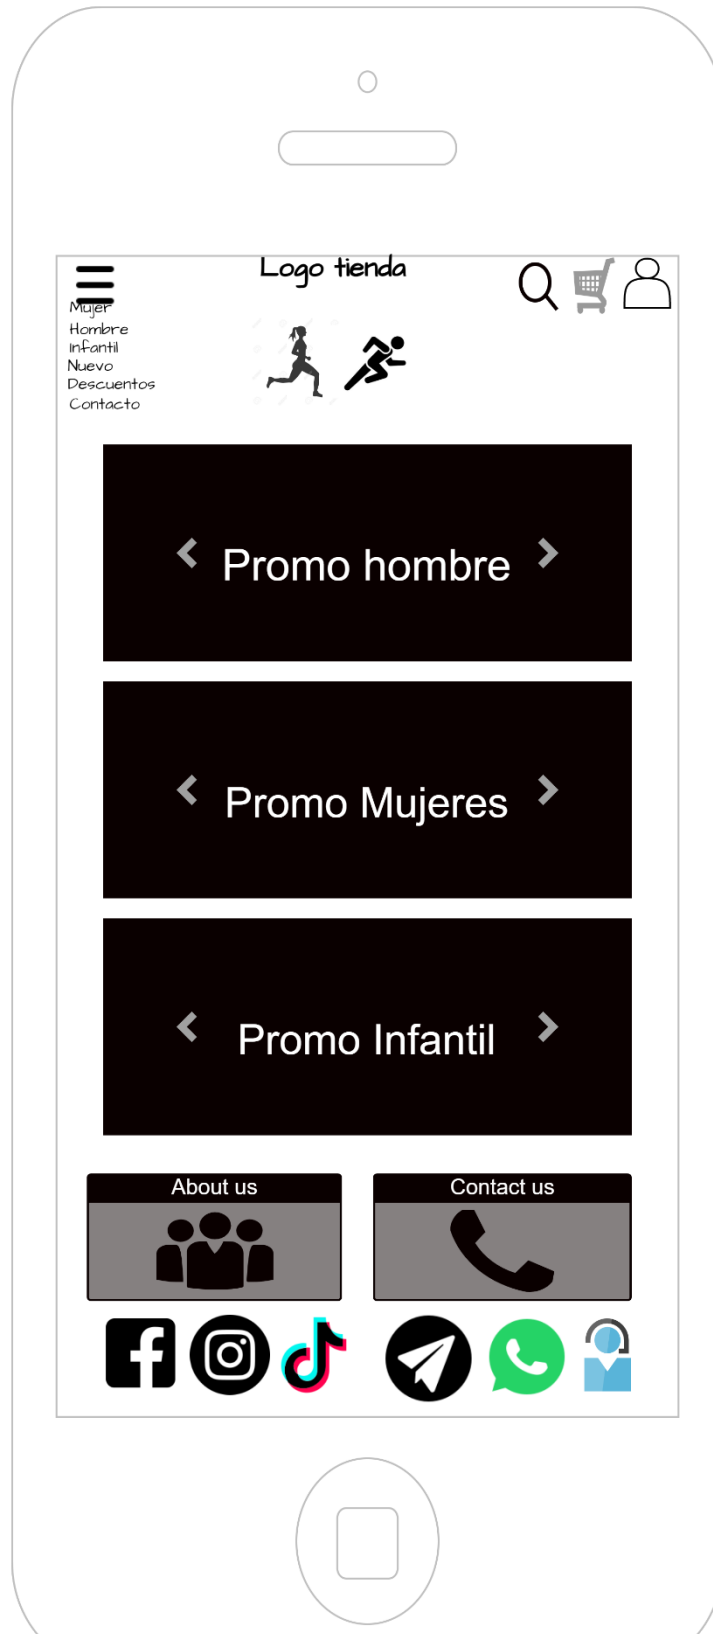 Logo tienda
Mujer
Hombre
Infantil
Nuevo
Descuentos
Contacto
Promo hombre
Promo Mujeres
Promo Infantil
About us
Contact us